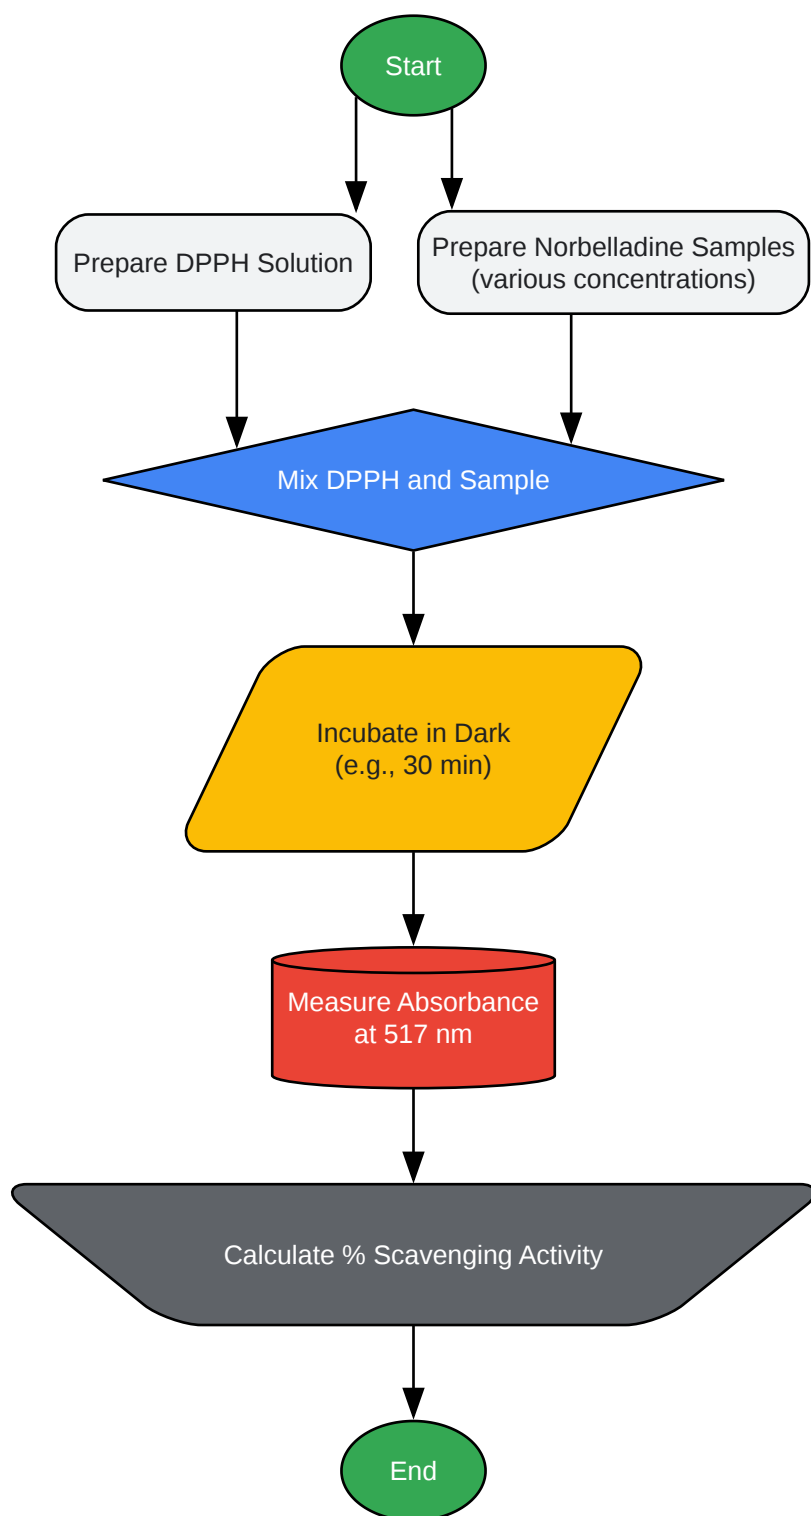 Start
Prepare DPPH Solution
Prepare Norbelladine Samples
(various concentrations)
Mix DPPH and Sample
Incubate in Dark
(e.g., 30 min)
Measure Absorbance
at 517 nm
Calculate % Scavenging Activity
End